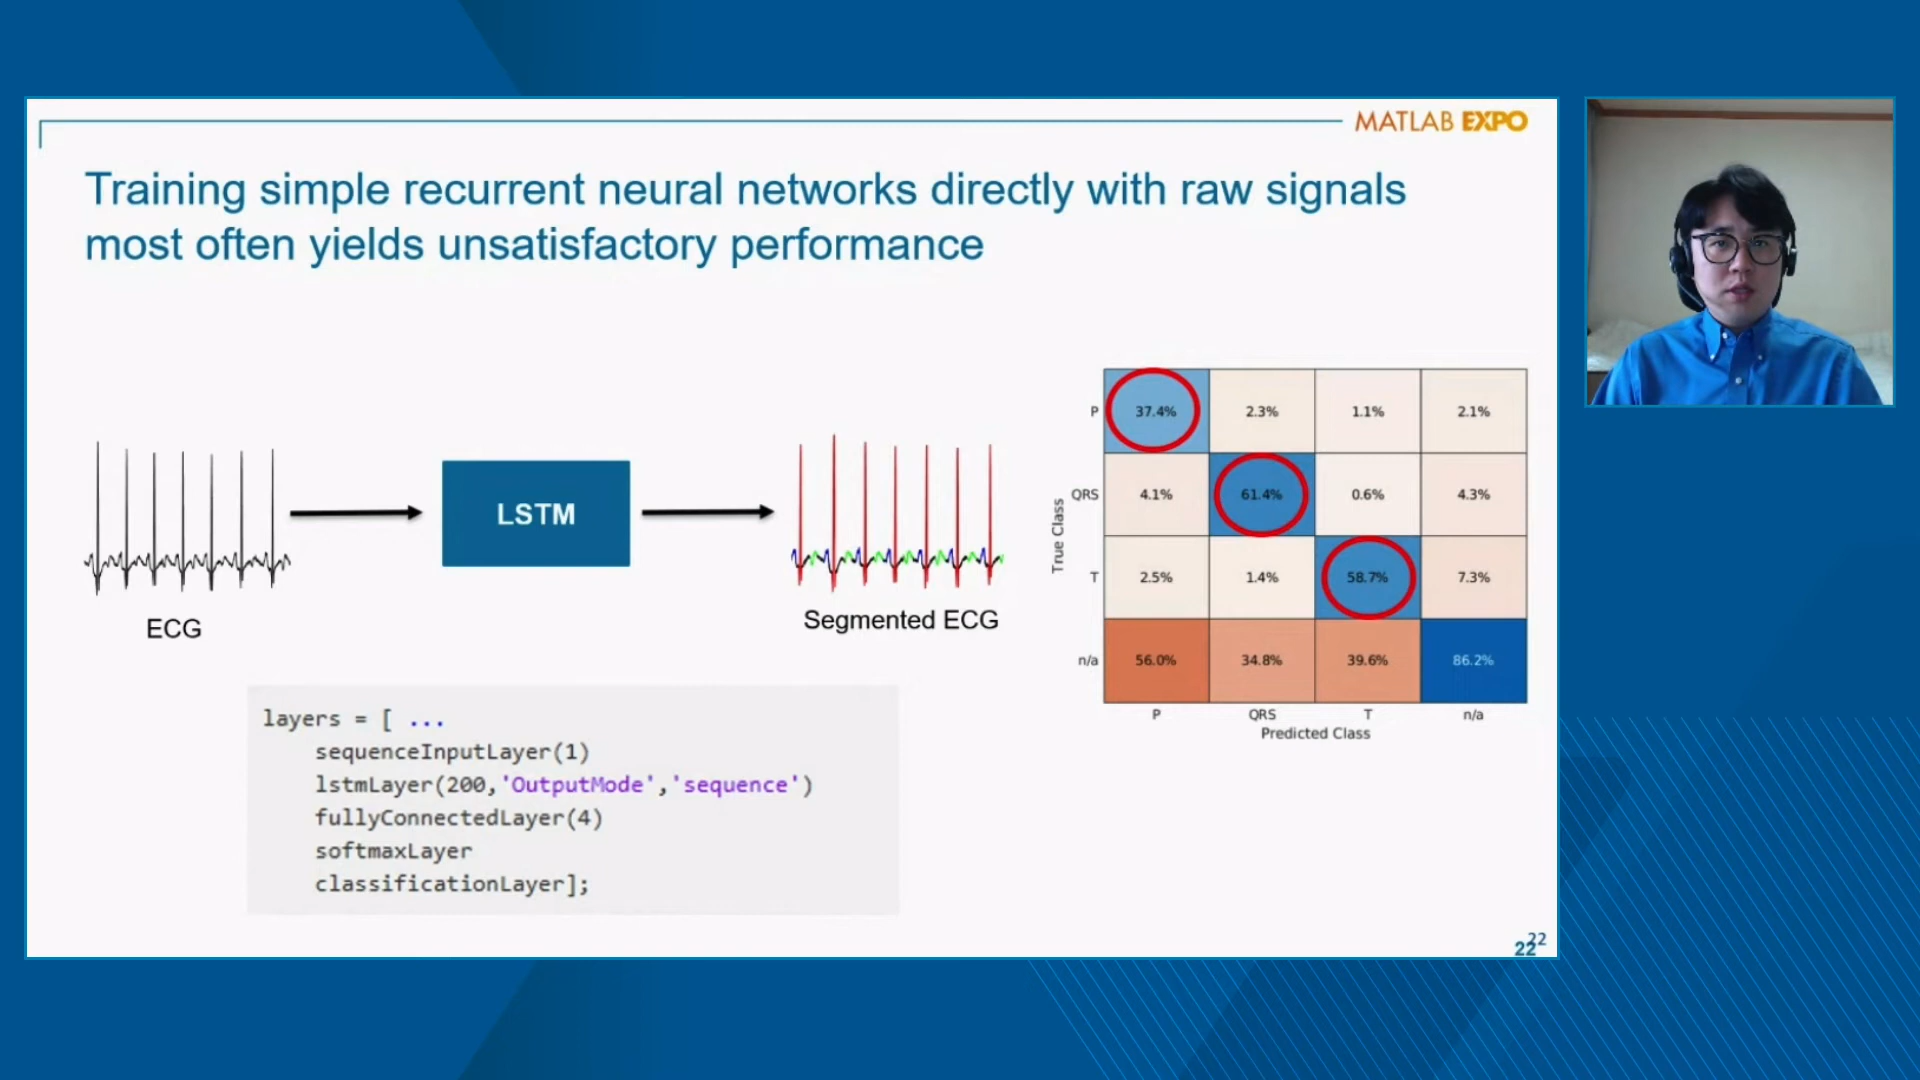 MATLAB EXPO
Training simple recurrent neural networks directly with raw signals
most often yields unsatisfactory performance
ECG
LSTM
Segmented ECG
layers = [ ...
sequenceInputLayer(1)
lstmLayer(200,'OutputMode','sequence')
fullyConnectedLayer(4)
softmaxLayer
classificationLayer];
True Class
P 37.4% 2.3% 1.1% 2.1%
QRS 4.1% 61.4% 0.6% 4.3%
T 2.5% 1.4% 58.7% 7.3%
n/a 56.0% 34.8% 39.6% 86.2%
P QRS T n/a
Predicted Class
22
22